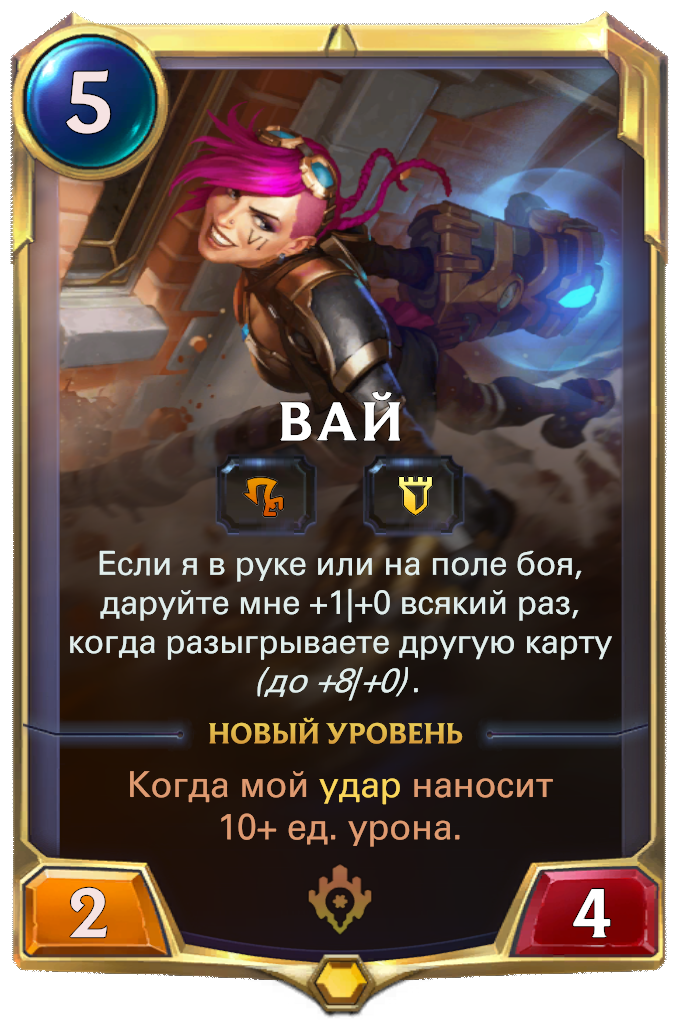 5
VI
ВАЙ
Если я в руке или на поле боя,
даруйте мне +1|+0 всякий раз,
когда разыгрываете другую карту
(до +8|+0).
НОВЫЙ УРОВЕНЬ
Когда мой удар наносит
10+ ед. урона.
2
4